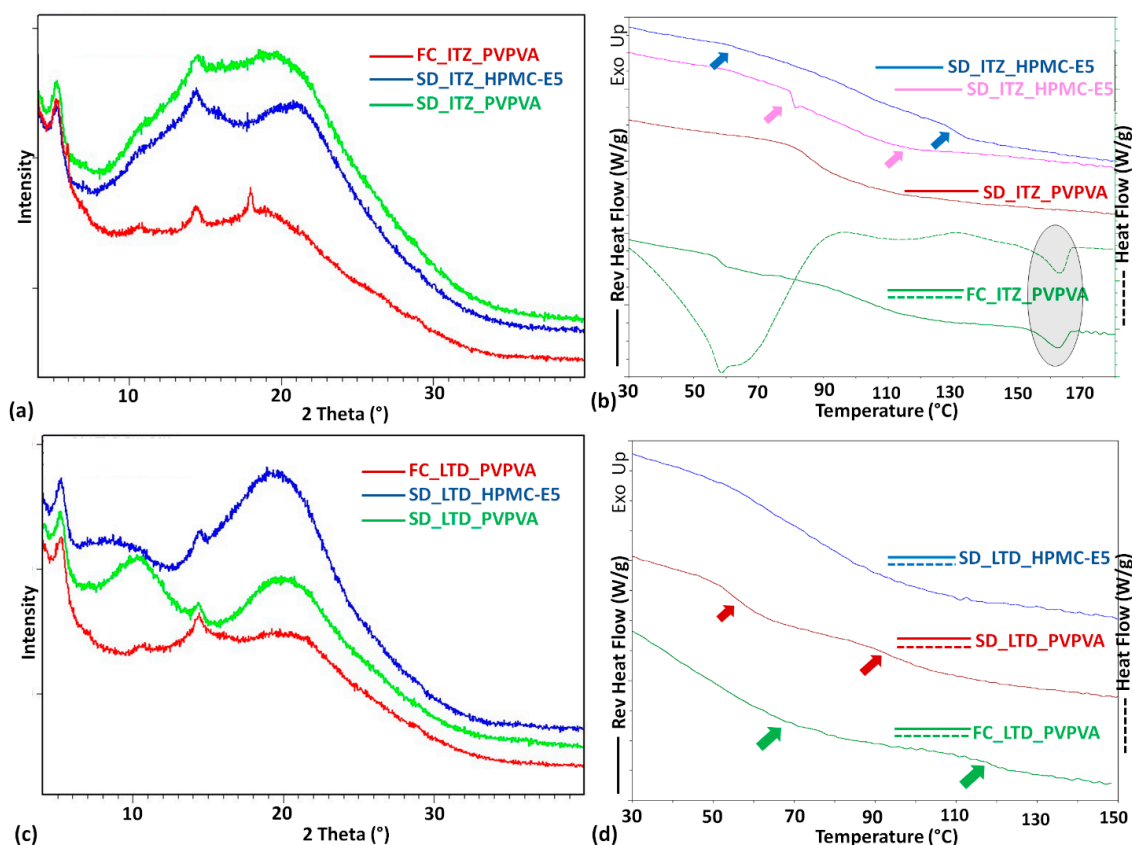 (a)
Intensity
FC_ITZ_PVPVA
SD_ITZ_HPMC-E5
SD_ITZ_PVPVA
10
20
30
2 Theta (°)
(b)
Exo Up
Rev Heat Flow (W/g)
SD_ITZ_HPMC-E5
SD_ITZ_HPMC-E5
SD_ITZ_PVPVA
FC_ITZ_PVPVA
Heat Flow (W/g)
30
50
70
90
110
130
150
170
Temperature (°C)
(c)
Intensity
FC_LTD_PVPVA
SD_LTD_HPMC-E5
SD_LTD_PVPVA
10
20
30
2 Theta (°)
(d)
Exo Up
Rev Heat Flow (W/g)
SD_LTD_HPMC-E5
SD_LTD_PVPVA
FC_LTD_PVPVA
Heat Flow (W/g)
30
50
70
90
110
130
150
Temperature (°C)